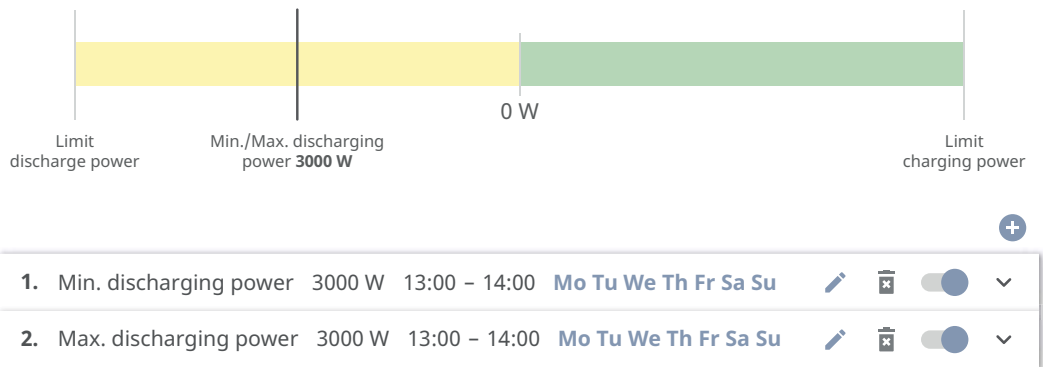 0 W
Limit
discharge power
Min./Max. discharging
power 3000 W
Limit
charging power
1. Min. discharging power 3000 W 13:00 – 14:00 Mo Tu We Th Fr Sa Su
2. Max. discharging power 3000 W 13:00 – 14:00 Mo Tu We Th Fr Sa Su